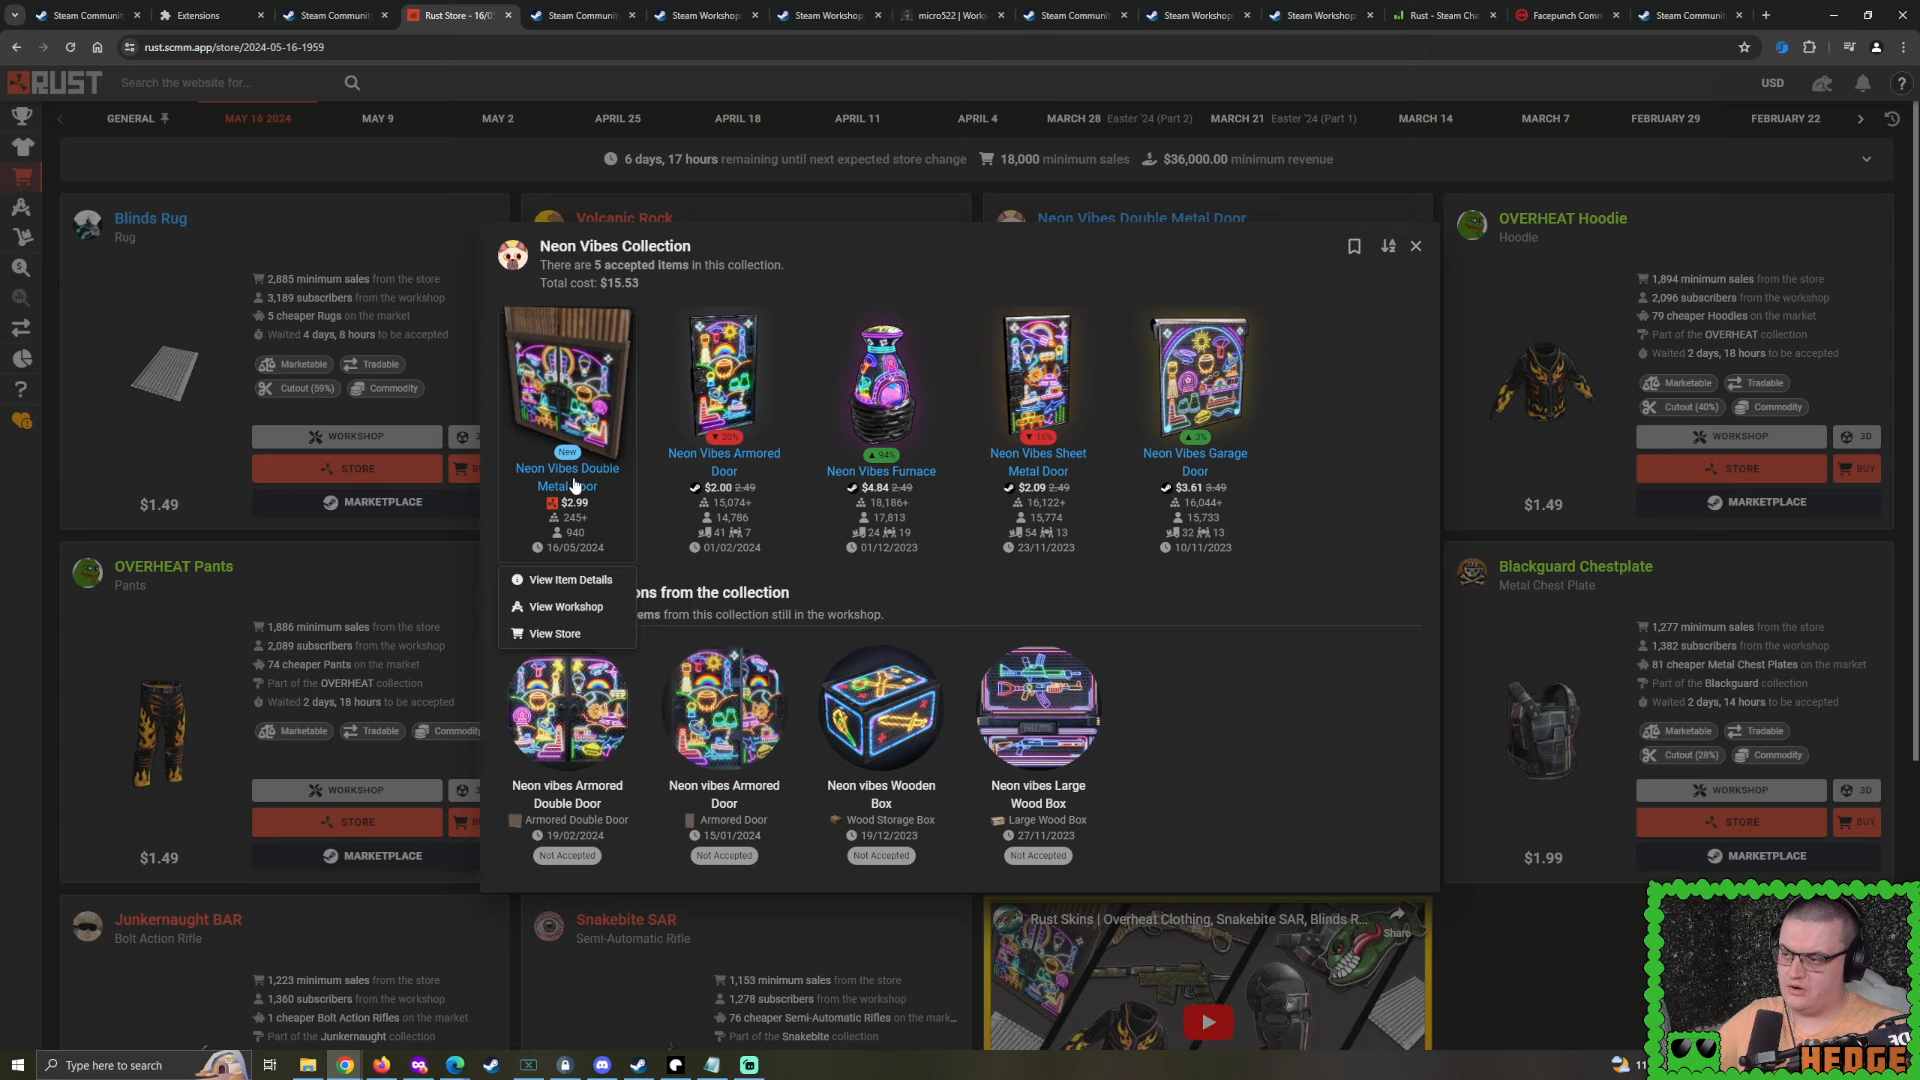 Steam Communit
Extensions
Steam Communit
Rust Store - 16/0
Steam Communit
Steam Workshop
Steam Workshop
micro522 | Works
Steam Communit
Steam Workshop
Steam Workshop
Rust - Steam Cha
Facepunch Comm
Steam Communit
rust.scmm.app/store/2024-05-16-1959
RUST
Search the website for...
USD
GENERAL
MAY 16 2024
MAY 9
MAY 2
APRIL 25
APRIL 18
APRIL 11
APRIL 4
MARCH 28 Easter '24 (Part 2)
MARCH 21 Easter '24 (Part 1)
MARCH 14
MARCH 7
FEBRUARY 29
FEBRUARY 22
6 days, 17 hours remaining until next expected store change
18,000 minimum sales
$36,000.00 minimum revenue
Blinds Rug
Rug
2,885 minimum sales from the store
3,189 subscribers from the workshop
5 cheaper Rugs on the market
Waited 4 days, 8 hours to be accepted
Marketable
Tradable
Cutout (59%)
Commodity
WORKSHOP
3
STORE
B
$1.49
MARKETPLACE
Volcanic Rock
Neon Vibes Double Metal Door
OVERHEAT Hoodie
Hoodie
1,894 minimum sales from the store
2,096 subscribers from the workshop
79 cheaper Hoodies on the market
Part of the OVERHEAT collection
Waited 2 days, 18 hours to be accepted
Marketable
Tradable
Cutout (40%)
Commodity
WORKSHOP
3D
STORE
BUY
$1.49
MARKETPLACE
Neon Vibes Collection
There are 5 accepted items in this collection.
Total cost: $15.53
New
Neon Vibes Double
Metal Door
$2.99
245+
940
16/05/2024
▼ 20%
Neon Vibes Armored
Door
$2.00 2.49
15,074+
14,786
41 7
01/02/2024
▲ 94%
Neon Vibes Furnace
$4.84 2.49
18,186+
17,813
24 19
01/12/2023
▼ 16%
Neon Vibes Sheet
Metal Door
$2.09 2.49
16,122+
15,774
54 13
23/11/2023
▲ 3%
Neon Vibes Garage
Door
$3.61 3.49
16,044+
15,733
32 13
10/11/2023
View Item Details
View Workshop
View Store
ons from the collection
ems from this collection still in the workshop.
Neon vibes Armored
Double Door
Armored Double Door
19/02/2024
Not Accepted
Neon vibes Armored
Door
Armored Door
15/01/2024
Not Accepted
Neon vibes Wooden
Box
Wood Storage Box
19/12/2023
Not Accepted
Neon vibes Large
Wood Box
Large Wood Box
27/11/2023
Not Accepted
OVERHEAT Pants
Pants
1,886 minimum sales from the store
2,089 subscribers from the workshop
74 cheaper Pants on the market
Part of the OVERHEAT collection
Waited 2 days, 18 hours to be accepted
Marketable
Tradable
Commodity
WORKSHOP
3
STORE
B
$1.49
MARKETPLACE
Blackguard Chestplate
Metal Chest Plate
1,277 minimum sales from the store
1,382 subscribers from the workshop
81 cheaper Metal Chest Plates on the market
Part of the Blackguard collection
Waited 2 days, 14 hours to be accepted
Marketable
Tradable
Cutout (28%)
Commodity
WORKSHOP
3D
STORE
BUY
$1.99
MARKETPLACE
Junkernaught BAR
Bolt Action Rifle
1,223 minimum sales from the store
1,360 subscribers from the workshop
1 cheaper Bolt Action Rifles on the market
Part of the Junkernaught collection
Snakebite SAR
Semi-Automatic Rifle
1,153 minimum sales from the store
1,278 subscribers from the workshop
76 cheaper Semi-Automatic Rifles on the mark...
Part of the Snakebite collection
Rust Skins | Overheat Clothing, Snakebite SAR, Blinds R...
Share
HEDGE
Type here to search